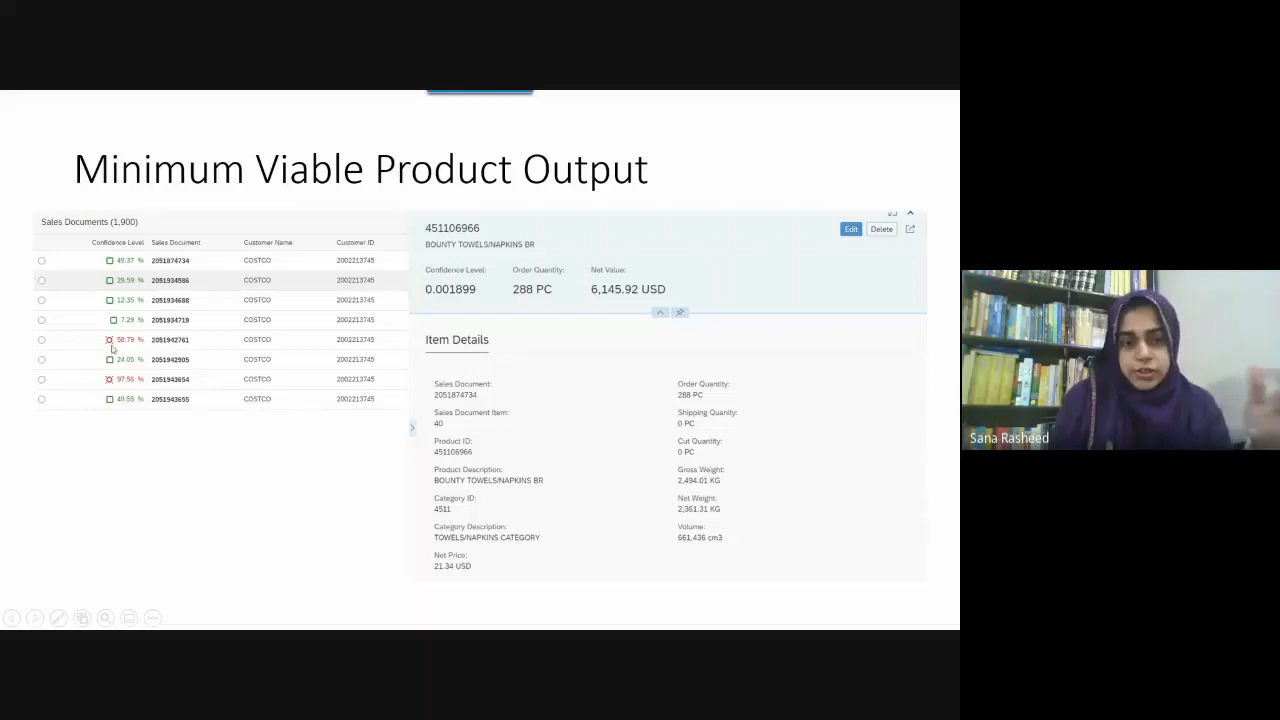 Minimum Viable Product Output
Sales Documents (1,900)
Confidence Level Sales Document Customer Name Customer ID
49.37 % 2051874734 COSTCO 2002213745
29.59 % 2051934586 COSTCO 2002213745
12.35 % 2051934688 COSTCO 2002213745
7.29 % 2051934719 COSTCO 2002213745
58.79 % 2051942761 COSTCO 2002213745
24.05 % 2051942905 COSTCO 2002213745
97.56 % 2051943654 COSTCO 2002213745
49.55 % 2051943655 COSTCO 2002213745
451106966
Edit Delete
BOUNTY TOWELS/NAPKINS BR
Confidence Level: Order Quantity: Net Value:
0.001899 288 PC 6,145.92 USD
Item Details
Sales Document:
2051874734
Sales Document Item:
40
Product ID:
451106966
Product Description:
BOUNTY TOWELS/NAPKINS BR
Category ID:
4511
Category Description:
TOWELS/NAPKINS CATEGORY
Net Price:
21.34 USD
Order Quantity:
288 PC
Shipping Quanity:
0 PC
Cut Quantity:
0 PC
Gross Weight:
2,494.01 KG
Net Weight:
2,361.31 KG
Volume:
661,436 cm3
Sana Rasheed